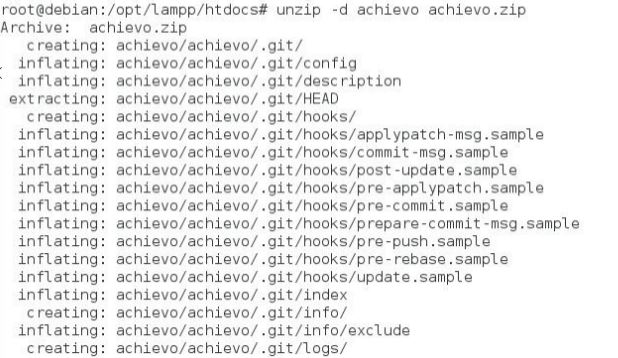 root@debian:/opt/lampp/htdocs# unzip -d achievo achievo.zip
Archive:  achievo.zip
   creating: achievo/achievo/.git/
  inflating: achievo/achievo/.git/config
  inflating: achievo/achievo/.git/description
 extracting: achievo/achievo/.git/HEAD
   creating: achievo/achievo/.git/hooks/
  inflating: achievo/achievo/.git/hooks/applypatch-msg.sample
  inflating: achievo/achievo/.git/hooks/commit-msg.sample
  inflating: achievo/achievo/.git/hooks/post-update.sample
  inflating: achievo/achievo/.git/hooks/pre-applypatch.sample
  inflating: achievo/achievo/.git/hooks/pre-commit.sample
  inflating: achievo/achievo/.git/hooks/prepare-commit-msg.sample
  inflating: achievo/achievo/.git/hooks/pre-push.sample
  inflating: achievo/achievo/.git/hooks/pre-rebase.sample
  inflating: achievo/achievo/.git/hooks/update.sample
  inflating: achievo/achievo/.git/index
   creating: achievo/achievo/.git/info/
  inflating: achievo/achievo/.git/info/exclude
   creating: achievo/achievo/.git/logs/